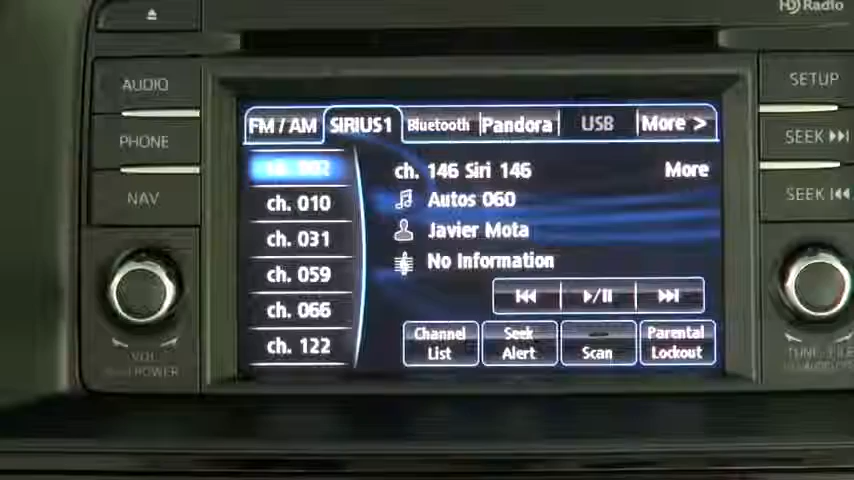 HD Radio
AUDIO
PHONE
NAV
SETUP
SEEK
SEEK
FM / AM SIRIUS1 Bluetooth Pandora USB More >
ch. 146 Siri 146 More
ch. 010 Autos 060
ch. 031 Javier Mota
ch. 059 No Information
ch. 066
ch. 122
Channel List
Seek Alert
Scan
Parental Lockout
VOL
POWER